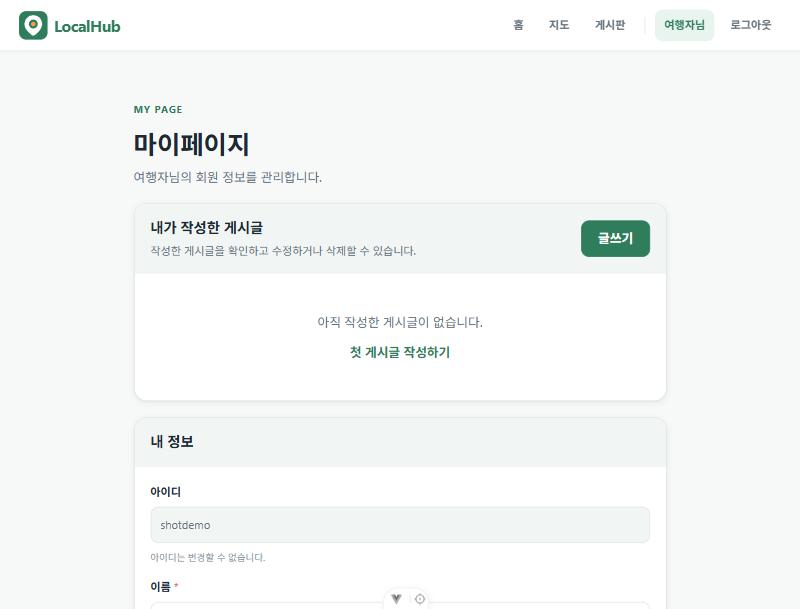 LocalHub
홈
지도
게시판
여행자님
로그아웃
MY PAGE
마이페이지
여행자님의 회원 정보를 관리합니다.
내가 작성한 게시글
작성한 게시글을 확인하고 수정하거나 삭제할 수 있습니다.
글쓰기
아직 작성한 게시글이 없습니다.
첫 게시글 작성하기
내 정보
아이디
shotdemo
아이디는 변경할 수 없습니다.
이름 *